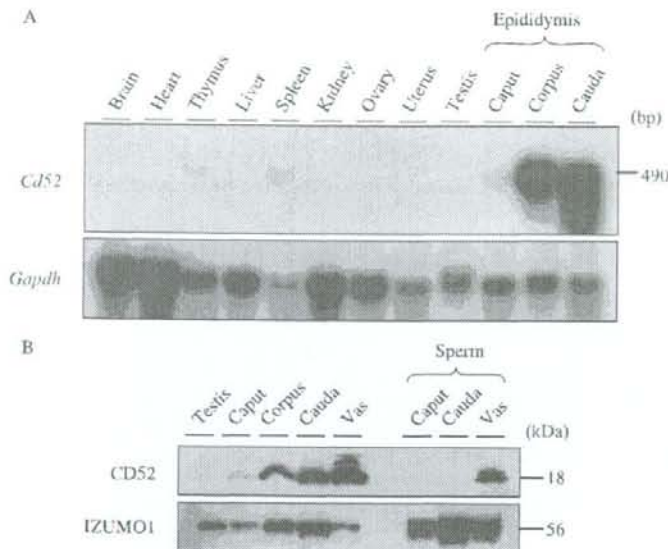 A
Epididymis
Brain Heart Thymus Liver Spleen Kidney Ovary Uterus Testis Caput Corpus Cauda
(bp)
Cd52
490
Gapdh
B
Sperm
Testis Caput Corpus Cauda Vas Caput Cauda Vas
(kDa)
CD52
18
IZUMO1
56